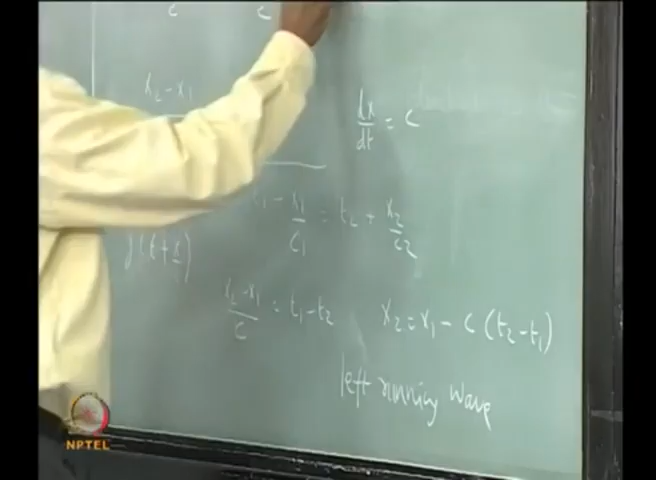 c c
x₂-x₁
dx/dt = c
t₁ - x₁/c₁ = t₂ + x₂/c₂
f(t+x/
x₂-x₁/c = t₁-t₂ x₂=x₁-c(t₂-t₁)
left running wave
NPTEL